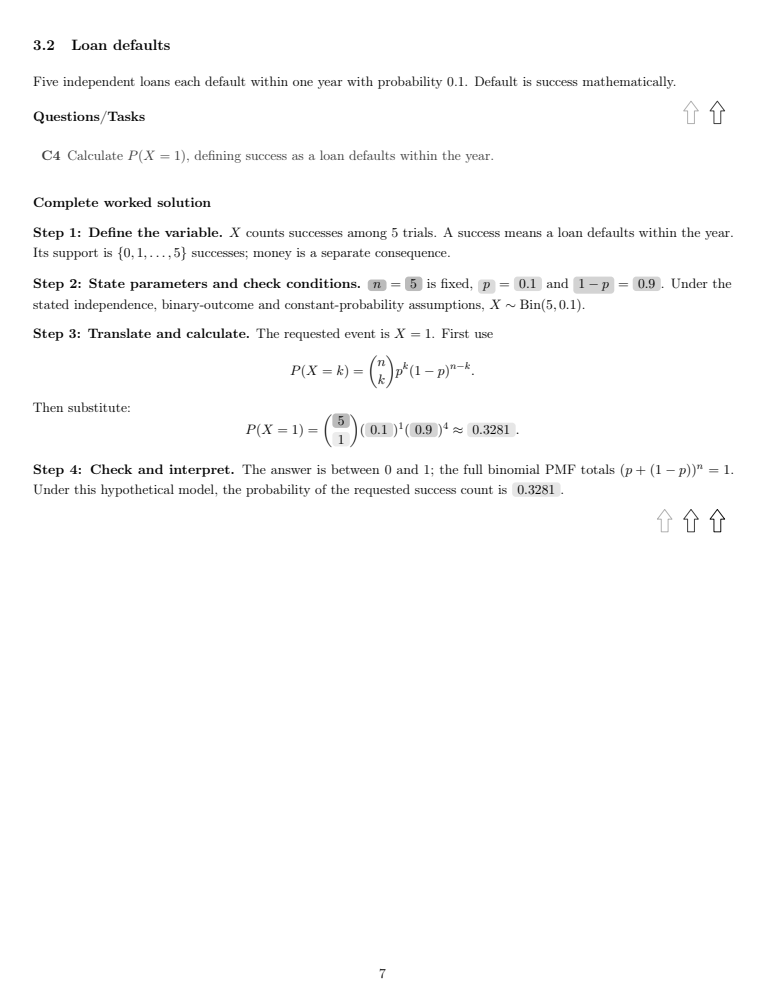 3.2 Loan defaults
Five independent loans each default within one year with probability 0.1. Default is success mathematically.
Questions/Tasks
C4 Calculate P(X = 1), defining success as a loan defaults within the year.
Complete worked solution
Step 1: Define the variable. X counts successes among 5 trials. A success means a loan defaults within the year.
Its support is {0, 1, . . . , 5} successes; money is a separate consequence.
Step 2: State parameters and check conditions. n = 5 is fixed, p = 0.1 and 1 − p = 0.9 . Under the
stated independence, binary-outcome and constant-probability assumptions, X ∼ Bin(5, 0.1).
Step 3: Translate and calculate. The requested event is X = 1. First use
P(X = k) = (n k) pᵏ(1 − p)ⁿ⁻ᵏ.
Then substitute:
P(X = 1) = (5 1) ( 0.1 )¹( 0.9 )⁴ ≈ 0.3281 .
Step 4: Check and interpret. The answer is between 0 and 1; the full binomial PMF totals (p + (1 − p))ⁿ = 1.
Under this hypothetical model, the probability of the requested success count is 0.3281 .
7